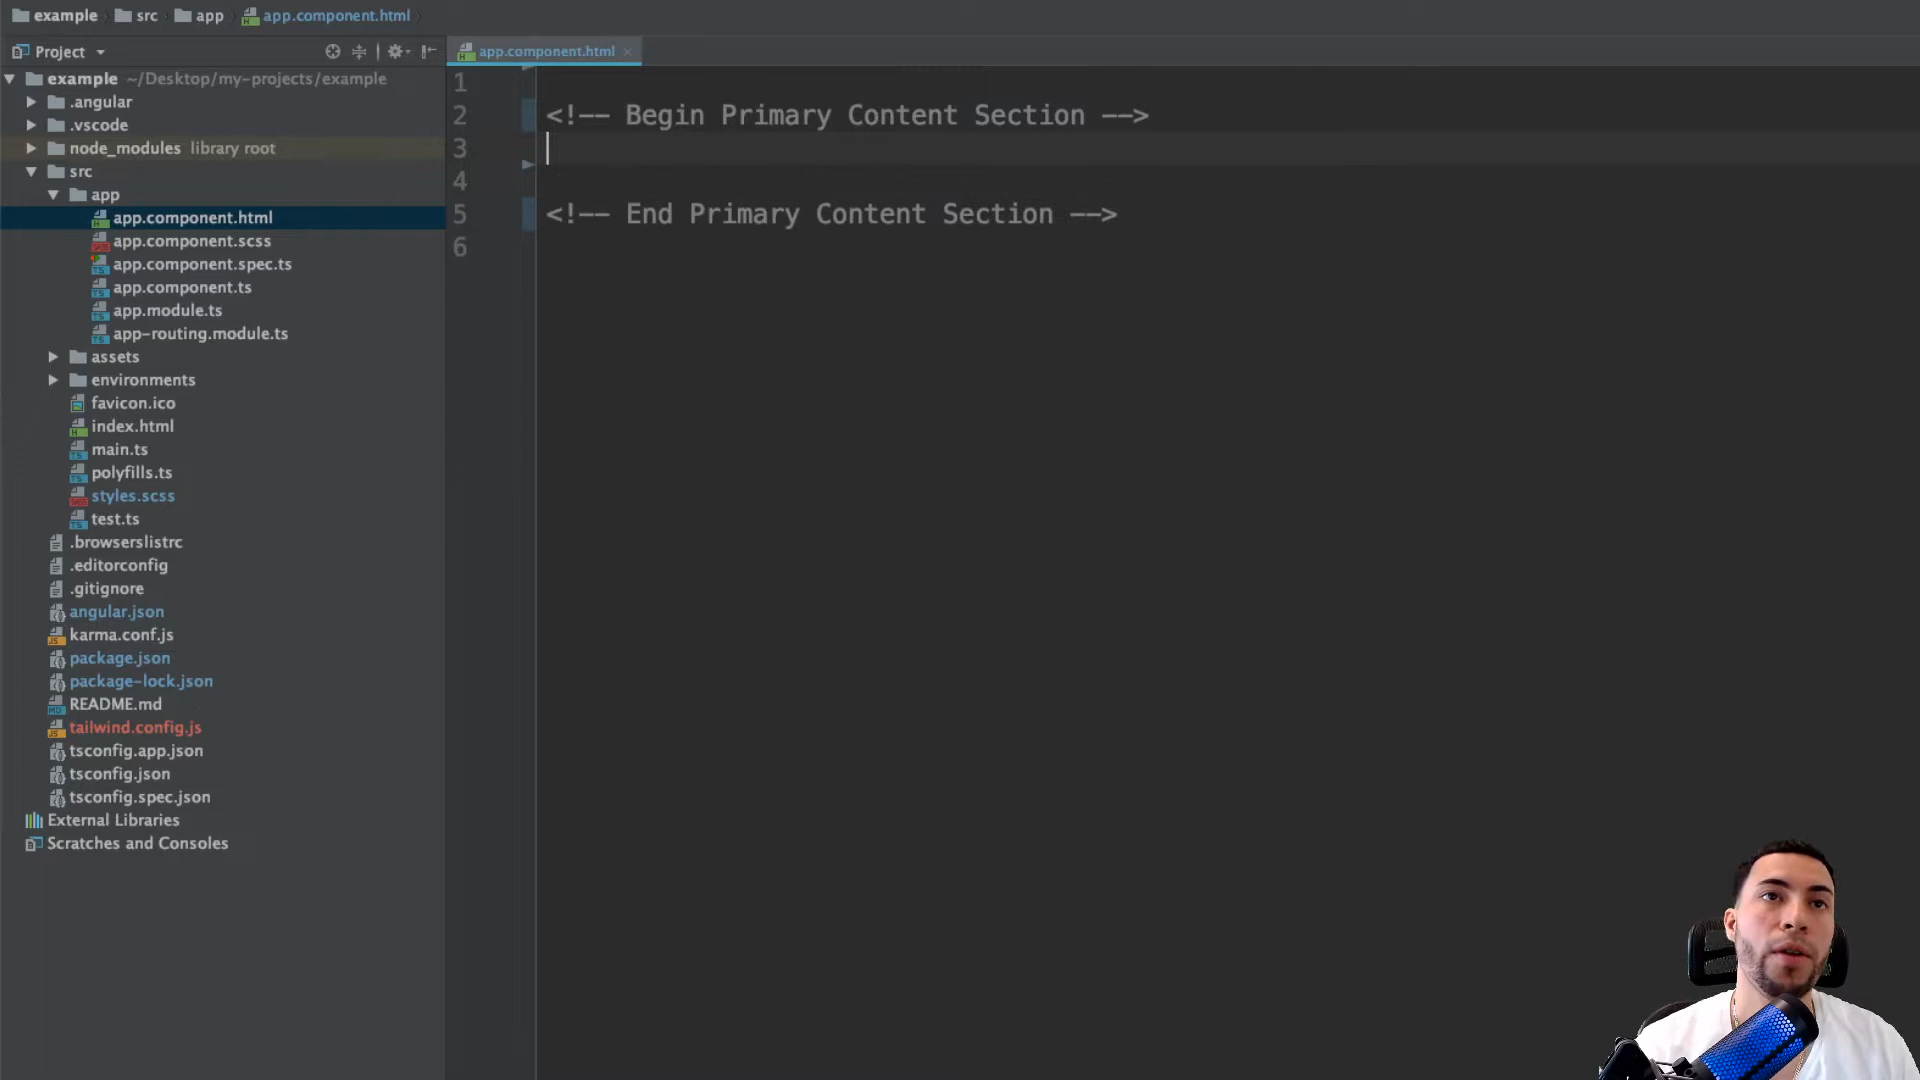 example src app app.component.html
Project
app.component.html
example ~/Desktop/my-projects/example
.angular
.vscode
node_modules library root
src
app
app.component.html
app.component.scss
app.component.spec.ts
app.component.ts
app.module.ts
app-routing.module.ts
assets
environments
favicon.ico
index.html
main.ts
polyfills.ts
styles.scss
test.ts
.browserslistrc
.editorconfig
.gitignore
angular.json
karma.conf.js
package.json
package-lock.json
README.md
tailwind.config.js
tsconfig.app.json
tsconfig.json
tsconfig.spec.json
External Libraries
Scratches and Consoles
1
2 <!-- Begin Primary Content Section -->
3
4
5 <!-- End Primary Content Section -->
6